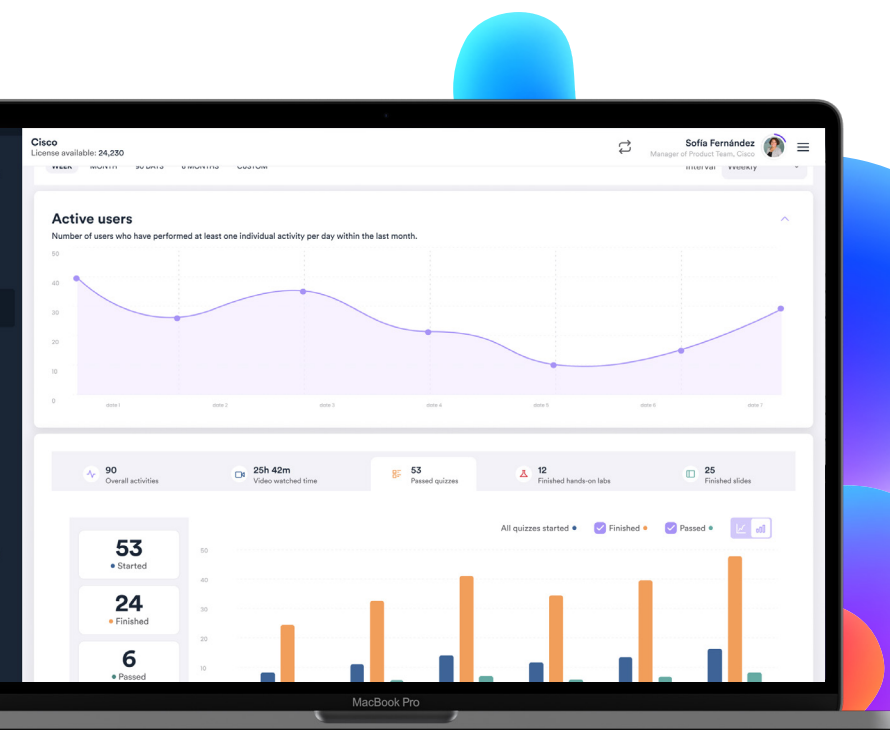 Cisco
License available: 24,230
Sofía Fernández
Manager of Product Team, Cisco
WEEK MONTH 90 DAYS 6 MONTHS CUSTOM
Interval Weekly
Active users
Number of users who have performed at least one individual activity per day within the last month.
50
40
30
20
10
0
date 1 date 2 date 3 date 4 date 5 date 6 date 7
90
Overall activities
25h 42m
Video watched time
53
Passed quizzes
12
Finished hands-on labs
25
Finished slides
All quizzes started Finished Passed
53
Started
24
Finished
6
Passed
50
40
30
20
10
MacBook Pro